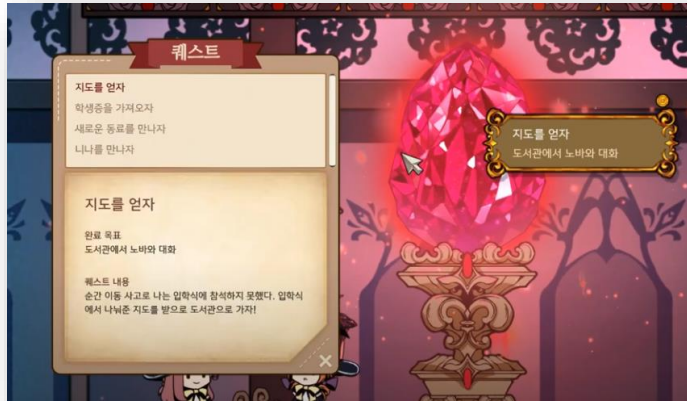 퀘스트
지도를 얻자
학생증을 가져오자
새로운 동료를 만나자
니나를 만나자
지도를 얻자
완료 목표
도서관에서 노바와 대화
퀘스트 내용
순간 이동 사고로 나는 입학식에 참석하지 못했다. 입학식
에서 나눠준 지도를 받으로 도서관으로 가자!
지도를 얻자
도서관에서 노바와 대화